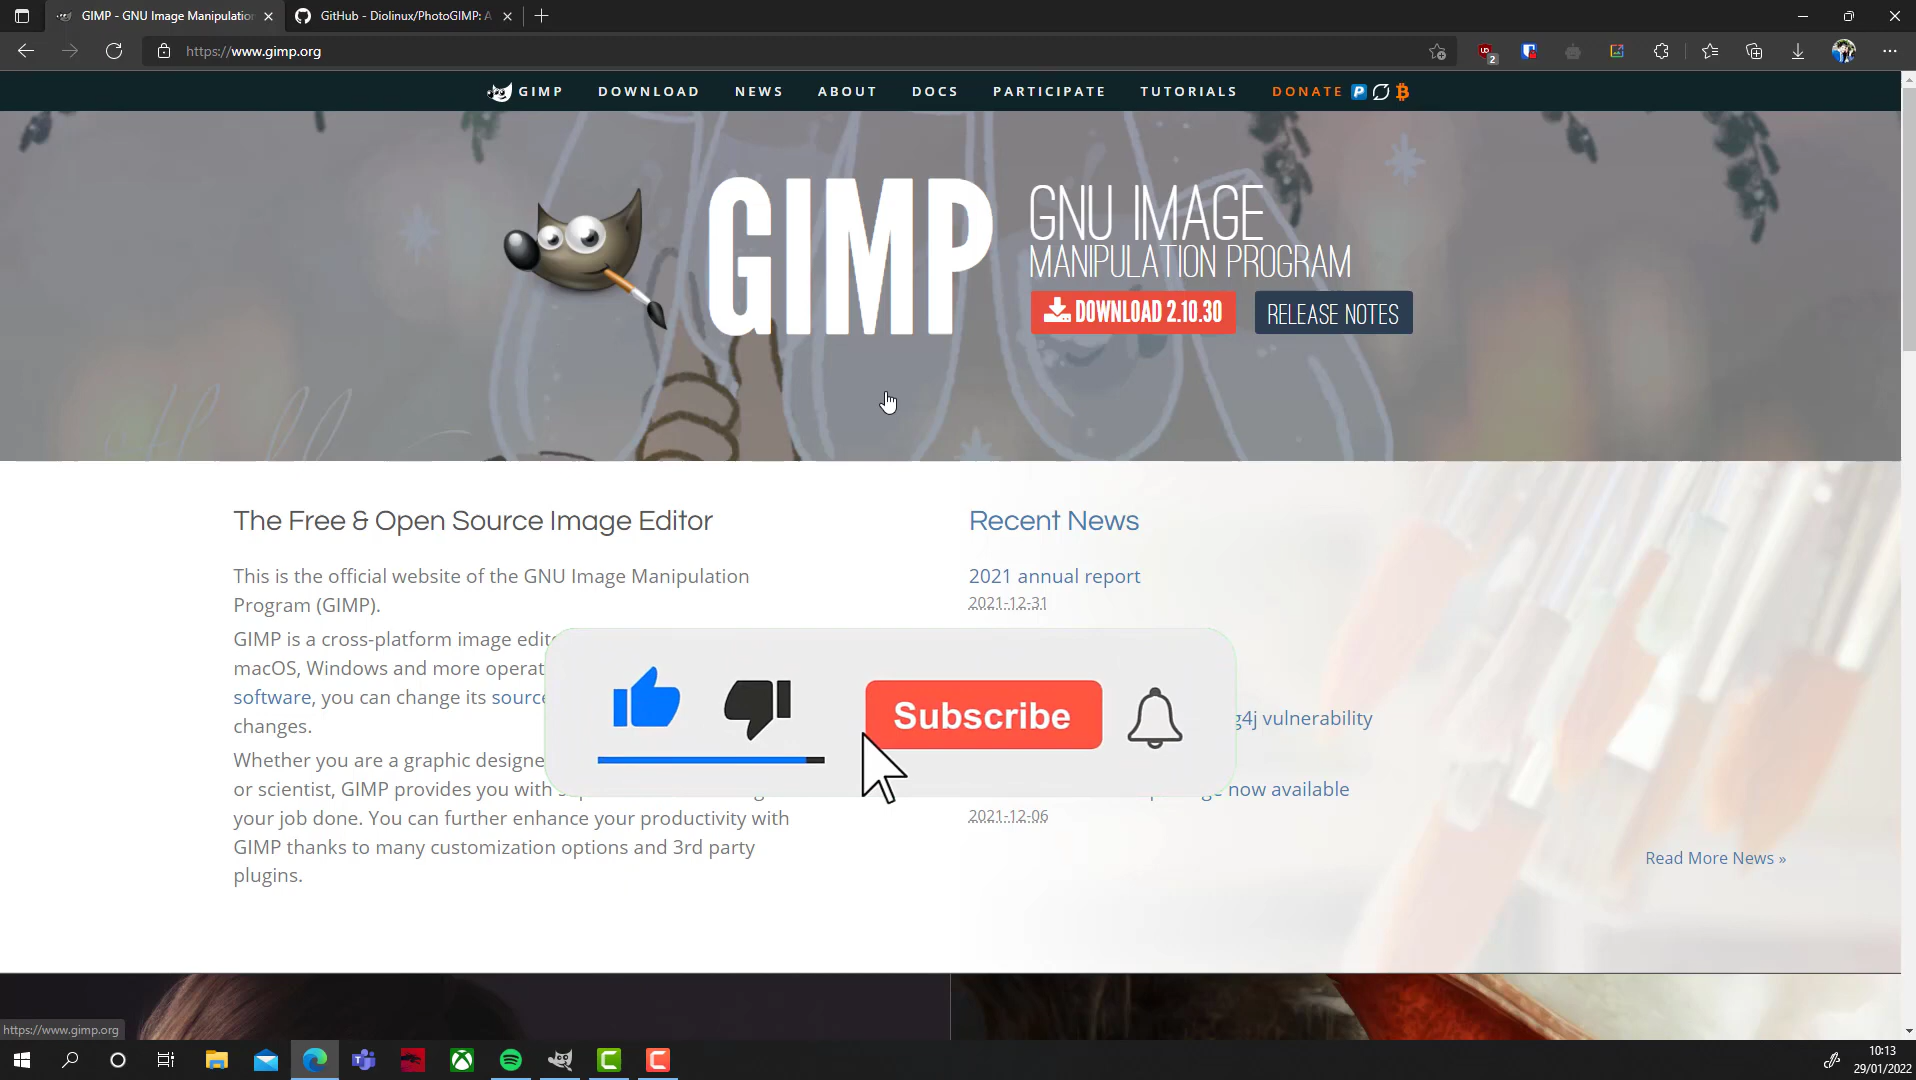 GIMP - GNU Image Manipulation
GitHub - Diolinux/PhotoGIMP: A
https://www.gimp.org
2
GIMP DOWNLOAD NEWS ABOUT DOCS PARTICIPATE TUTORIALS DONATE
GIMP
GNU IMAGE
MANIPULATION PROGRAM
DOWNLOAD 2.10.30
RELEASE NOTES
The Free & Open Source Image Editor
This is the official website of the GNU Image Manipulation
Program (GIMP).
GIMP is a cross-platform image edit
macOS, Windows and more operat
software, you can change its source
changes.
Whether you are a graphic designe
or scientist, GIMP provides you with
your job done. You can further enhance your productivity with
GIMP thanks to many customization options and 3rd party
plugins.
Recent News
2021 annual report
2021-12-31
g4j vulnerability
now available
2021-12-06
Read More News »
Subscribe
https://www.gimp.org
10:13
29/01/2022